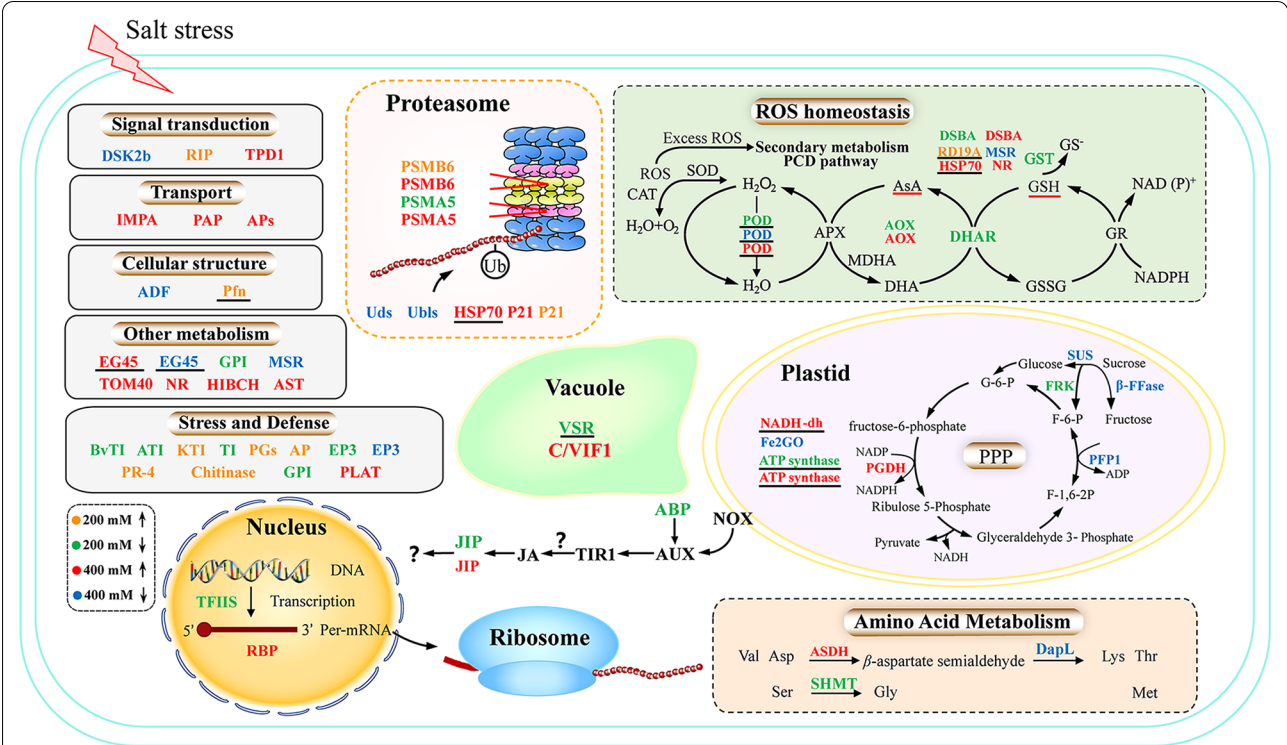 Salt stress
Signal transduction
DSK2b RIP TPD1
Transport
IMPA PAP APs
Cellular structure
ADF Pfn
Other metabolism
EG45 EG45 GPI MSR
TOM40 NR HIBCH AST
Stress and Defense
BvTI ATI KTI TI PGs AP EP3 EP3
PR-4 Chitinase GPI PLAT
200 mM ↑
200 mM ↓
400 mM ↑
400 mM ↓
Proteasome
PSMB6
PSMB6
PSMA5
PSMA5
Ub
Uds Ubls HSP70 P21 P21
ROS homeostasis
Excess ROS
Secondary metabolism
PCD pathway
ROS
SOD
CAT
H₂O+O₂
H₂O₂
POD
POD
POD
H₂O
APX
MDHA
AsA
AOX
AOX
DHA
DSBA DSBA
RD19A MSR
HSP70 NR
GST
GS⁻
DHAR
GSH
GSSG
GR
NAD (P)⁺
NADPH
Vacuole
VSR
C/VIF1
Plastid
NADH-dh
Fe2GO
ATP synthase
ATP synthase
PPP
Glucose
SUS
Sucrose
G-6-P
FRK
β-FFase
F-6-P
Fructose
fructose-6-phosphate
NADP
PGDH
NADPH
PFP1
ADP
F-1,6-2P
Ribulose 5-Phosphate
Glyceraldehyde 3- Phosphate
Pyruvate
NADH
Nucleus
DNA
TFIIS
Transcription
5' 3' Per-mRNA
RBP
ABP
NOX
AUX
TIR1
?
JA
JIP
JIP
?
Ribosome
Amino Acid Metabolism
Val Asp ASDH β-aspartate semialdehyde DapL Lys Thr
Ser SHMT Gly Met